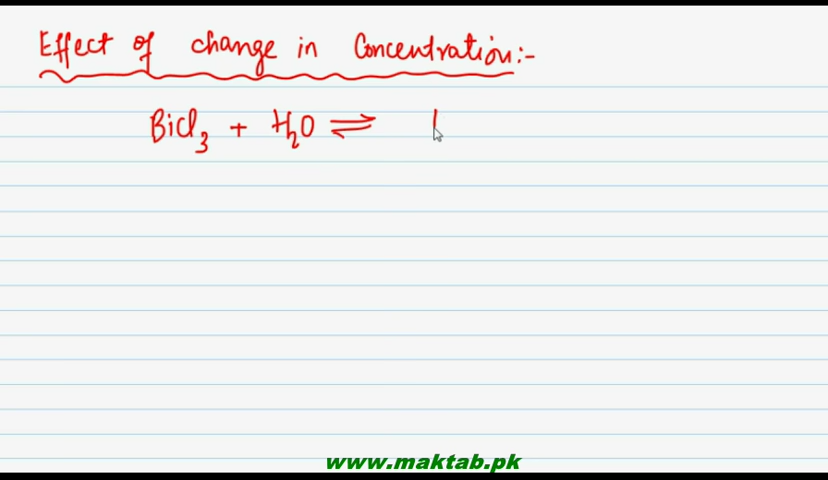 Effect of change in Concentration:-
BiCl3 + H2O ⇌
www.maktab.pk